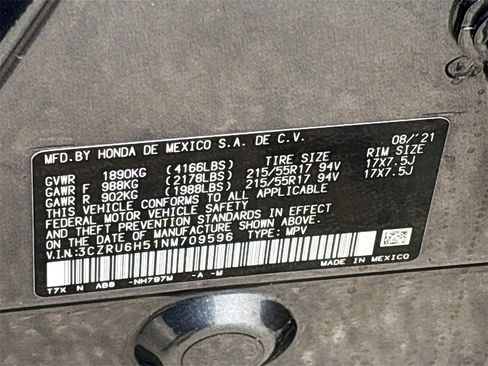 MFD.BY HONDA DE MEXICO S.A. DE C.V. 08/'21
TIRE SIZE RIM SIZE
GVWR 1890KG (4166LBS)
GAWR F 988KG (2178LBS) 215/55R17 94V 17X7.5J
GAWR R 902KG (1988LBS) 215/55R17 94V 17X7.5J
THIS VEHICLE CONFORMS TO ALL APPLICABLE
FEDERAL MOTOR VEHICLE SAFETY, BUMPER,
AND THEFT PREVENTION STANDARDS IN EFFECT
ON THE DATE OF MANUFACTURE SHOWN ABOVE.
V.I.N.:3CZRU6H51NM709596 TYPE: MPV
T7X N AB8 -NH797M -A -M
MADE IN MEXICO